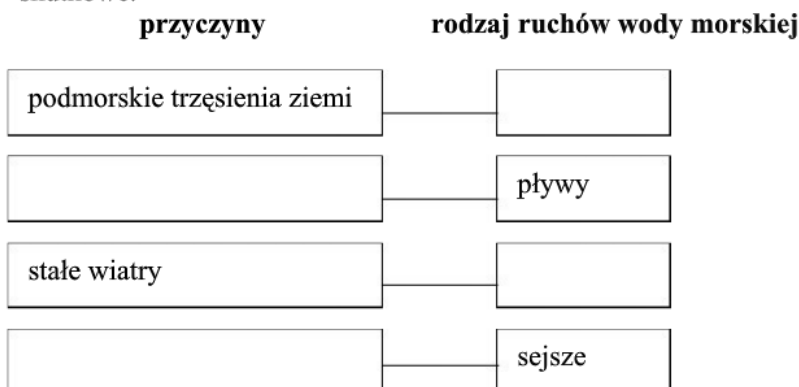 przyczyny rodzaj ruchów wody morskiej
podmorskie trzęsienia ziemi
pływy
stałe wiatry
sejsze